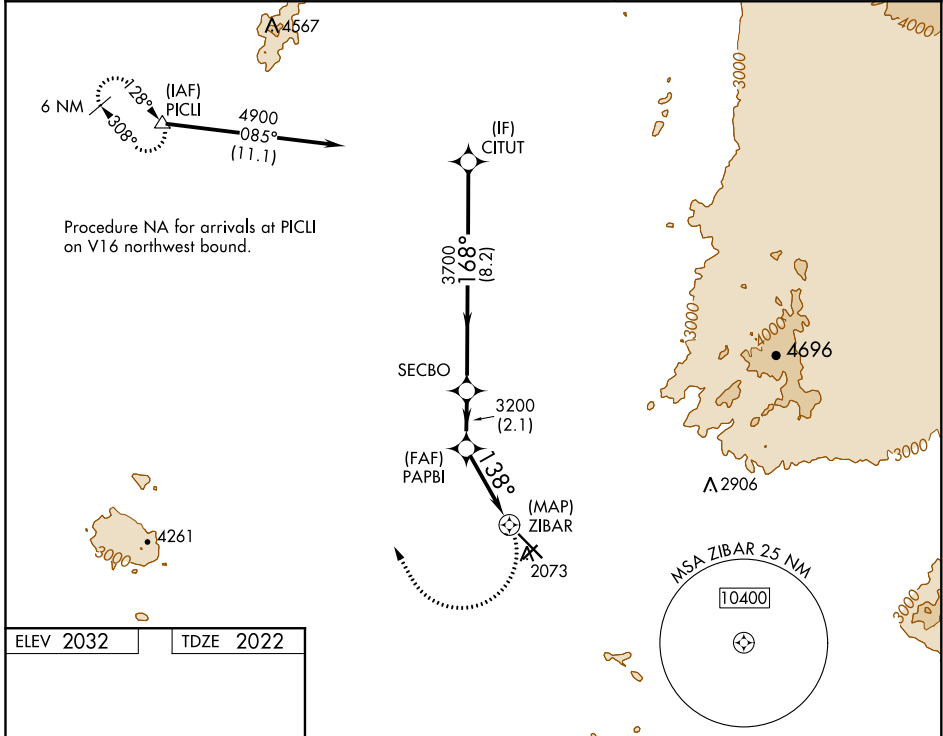 4567
4000
3000
(IAF)
PICLI
128°
6 NM
308°
4900
085°
(11.1)
(IF)
CITUT
Procedure NA for arrivals at PICLI
on V16 northwest bound.
3700
168°
(8.2)
3000
4000
4696
SECBO
3200
(2.1)
(FAF)
PAPBI
138°
3000
2906
(MAP)
ZIBAR
2073
4261
3000
MSA ZIBAR 25 NM
10400
3000
ELEV 2032
TDZE 2022